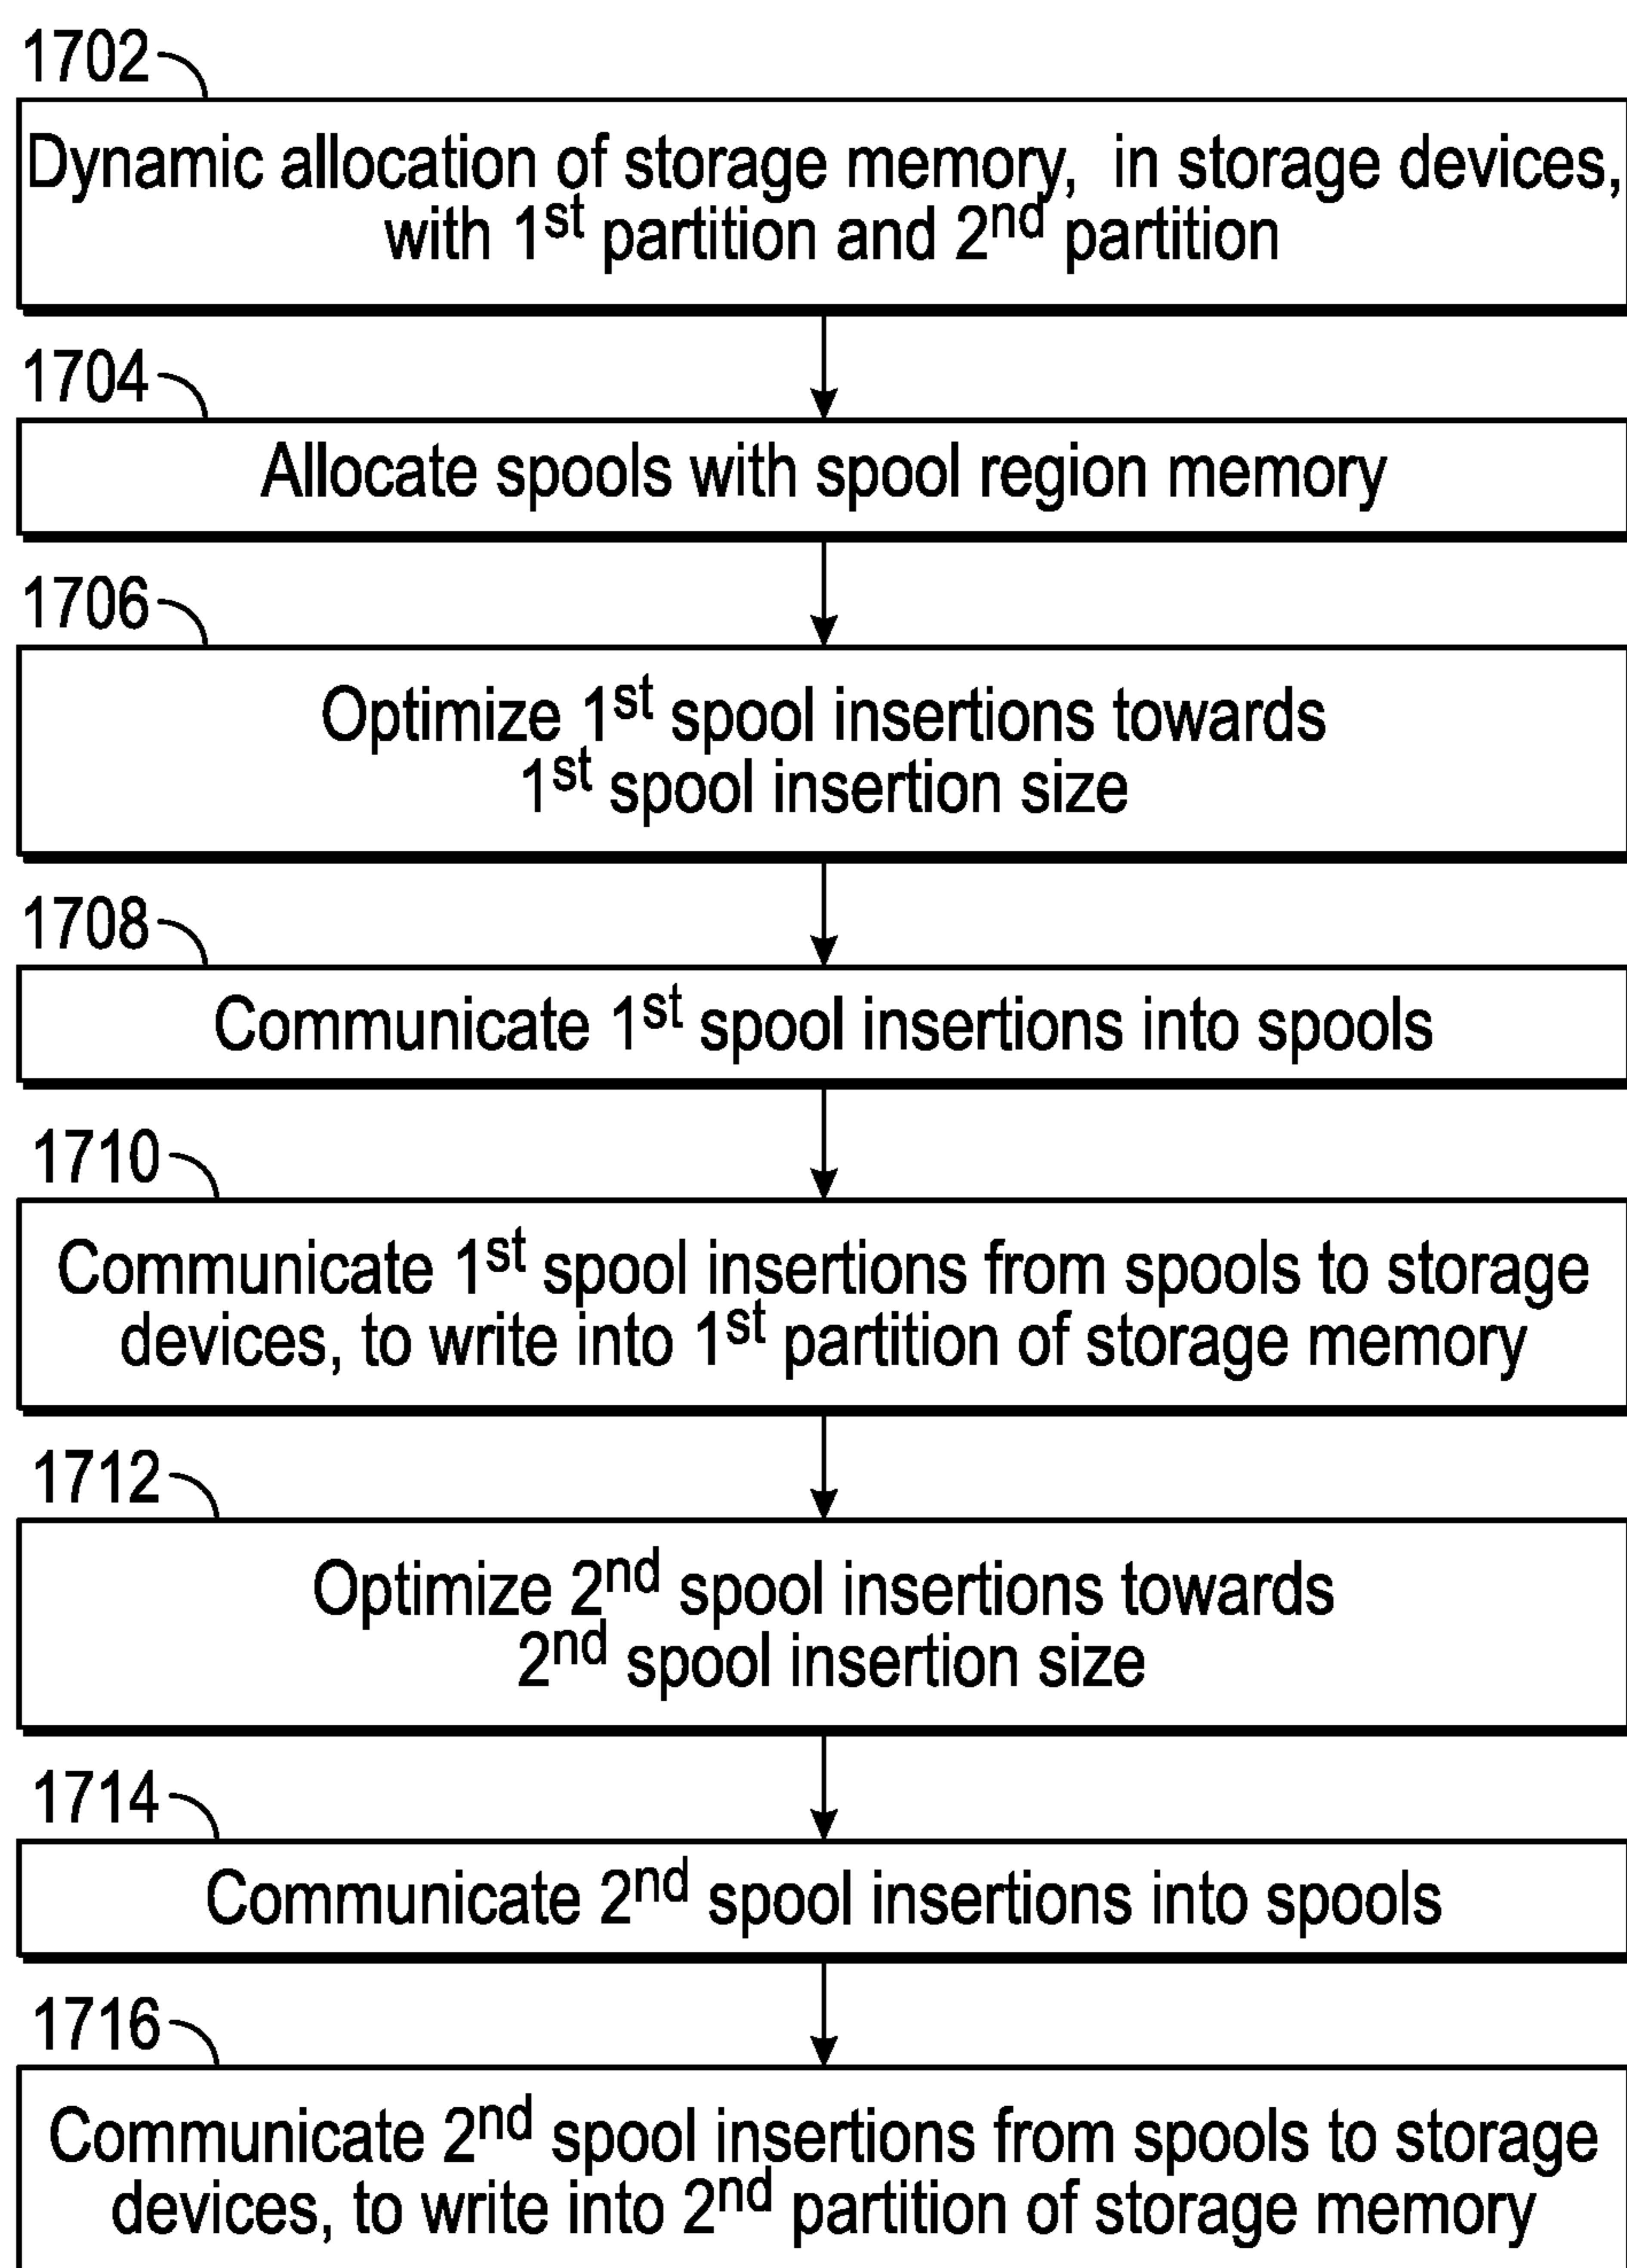 1702
Dynamic allocation of storage memory, in storage devices,
with 1st partition and 2nd partition
1704
Allocate spools with spool region memory
1706
Optimize 1st spool insertions towards
1st spool insertion size
1708
Communicate 1st spool insertions into spools
1710
Communicate 1st spool insertions from spools to storage
devices, to write into 1st partition of storage memory
1712
Optimize 2nd spool insertions towards
2nd spool insertion size
1714
Communicate 2nd spool insertions into spools
1716
Communicate 2nd spool insertions from spools to storage
devices, to write into 2nd partition of storage memory